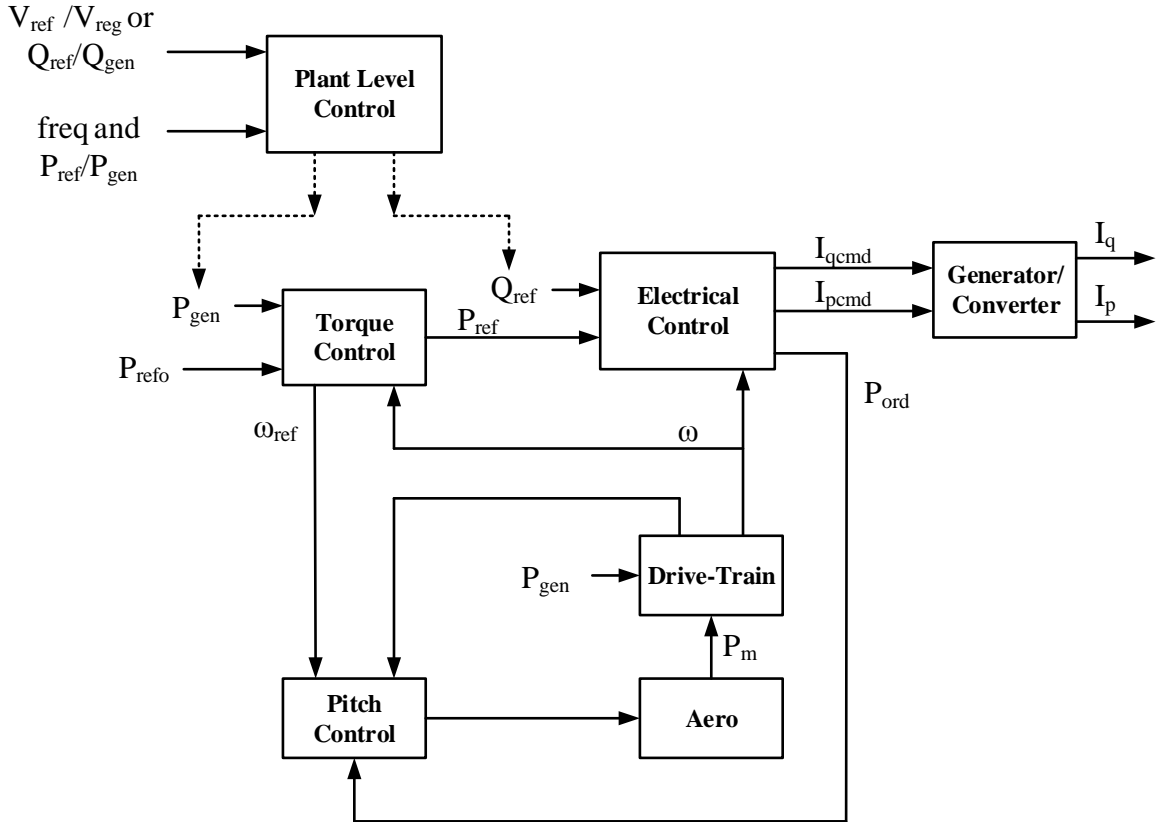 V_ref /V_reg or
Q_ref/Q_gen
Plant Level
Control
freq and
P_ref/P_gen
I_qcmd
I_q
Q_ref
Electrical
Control
Generator/
Converter
P_gen
I_pcmd
I_p
Torque
Control
P_ref
P_refo
P_ord
ω_ref
ω
P_gen
Drive-Train
P_m
Pitch
Control
Aero